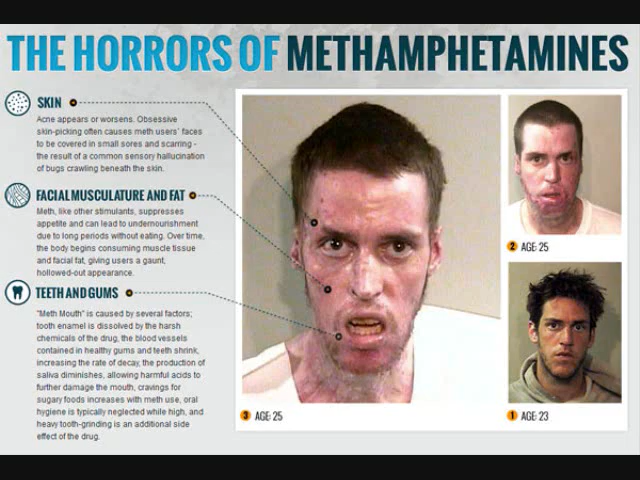 THE HORRORS OF METHAMPHETAMINES
SKIN
Acne appears or worsens. Obsessive
skin-picking often causes meth users' faces
to be covered in small sores and scarring -
the result of a common sensory hallucination
of bugs crawling beneath the skin.
FACIAL MUSCULATURE AND FAT
Meth, like other stimulants, suppresses
appetite and can lead to undernourishment
due to long periods without eating. Over time,
the body begins consuming muscle tissue
and facial fat, giving users a gaunt,
hollowed-out appearance.
TEETH AND GUMS
"Meth Mouth" is caused by several factors;
tooth enamel is dissolved by the harsh
chemicals of the drug, the blood vessels
contained in healthy gums and teeth shrink,
increasing the rate of decay, the production of
saliva diminishes, allowing harmful acids to
further damage the mouth, cravings for
sugary foods increases with meth use, oral
hygiene is typically neglected while high, and
heavy tooth-grinding is an additional side
effect of the drug.
3 AGE: 25
2 AGE: 25
1 AGE: 23